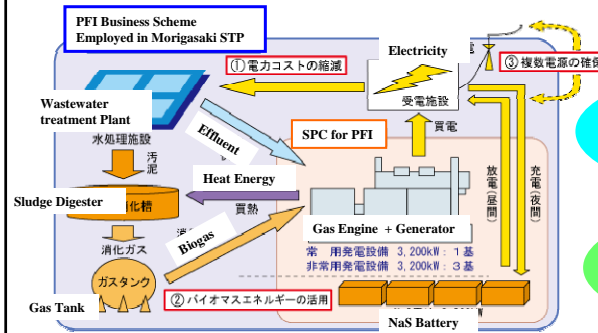 PFI Business Scheme
Employed in Morigasaki STP
Electricity
電
①電力コストの縮減
③複数電源の確保
受電施設
Wastewater
treatment Plant
水処理施設
Effluent
SPC for PFI
買電
汚泥
Heat Energy
買熱
放電(昼間)
充電(夜間)
Sludge Digester
消化槽
消化ガス
Biogas
Gas Engine + Generator
常 用発電設備 3,200kW:1基
非常用発電設備 3,200kW:3基
ガスタンク
②バイオマスエネルギーの活用
Gas Tank
NaS Battery